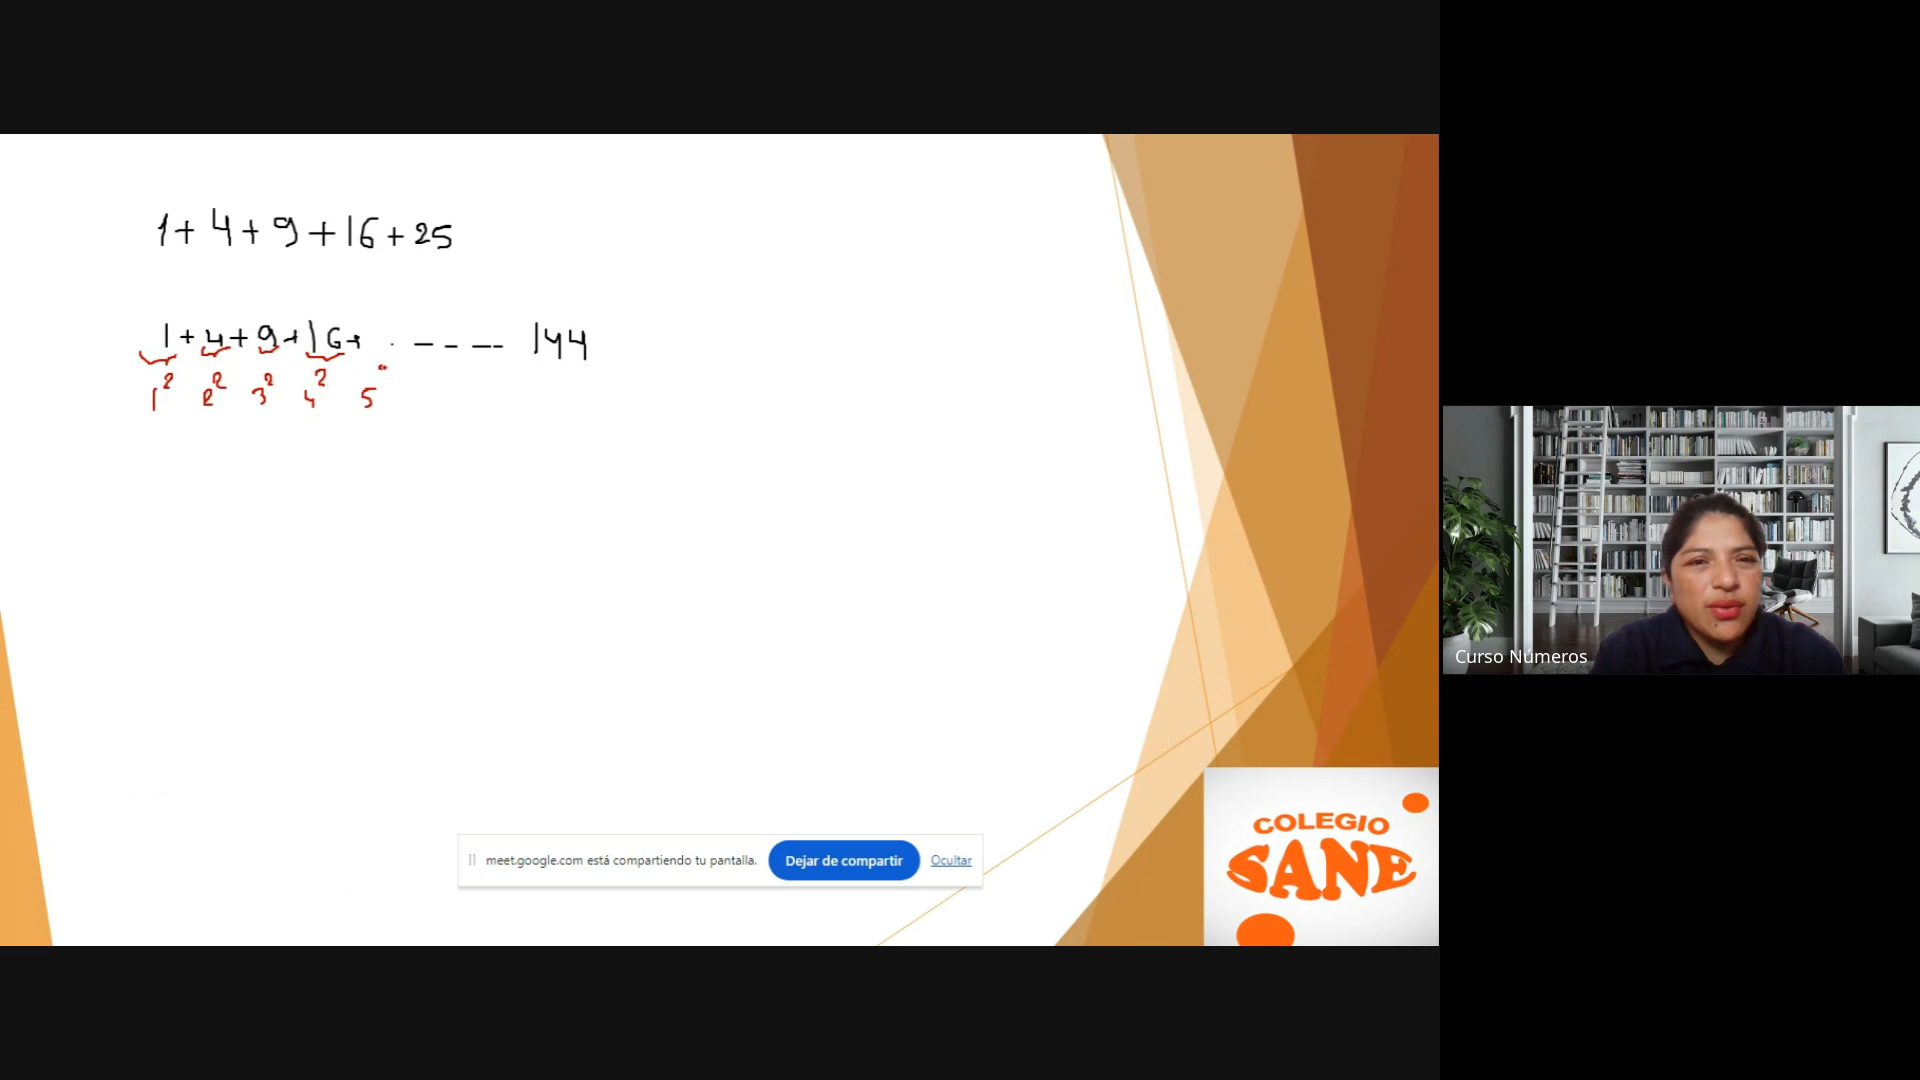 1+4+9+16+25
1+4+9+16+ . ---- 144
1² 2² 3² 4² 5
meet.google.com está compartiendo tu pantalla. Dejar de compartir Ocultar
COLEGIO
SANE
Curso Números